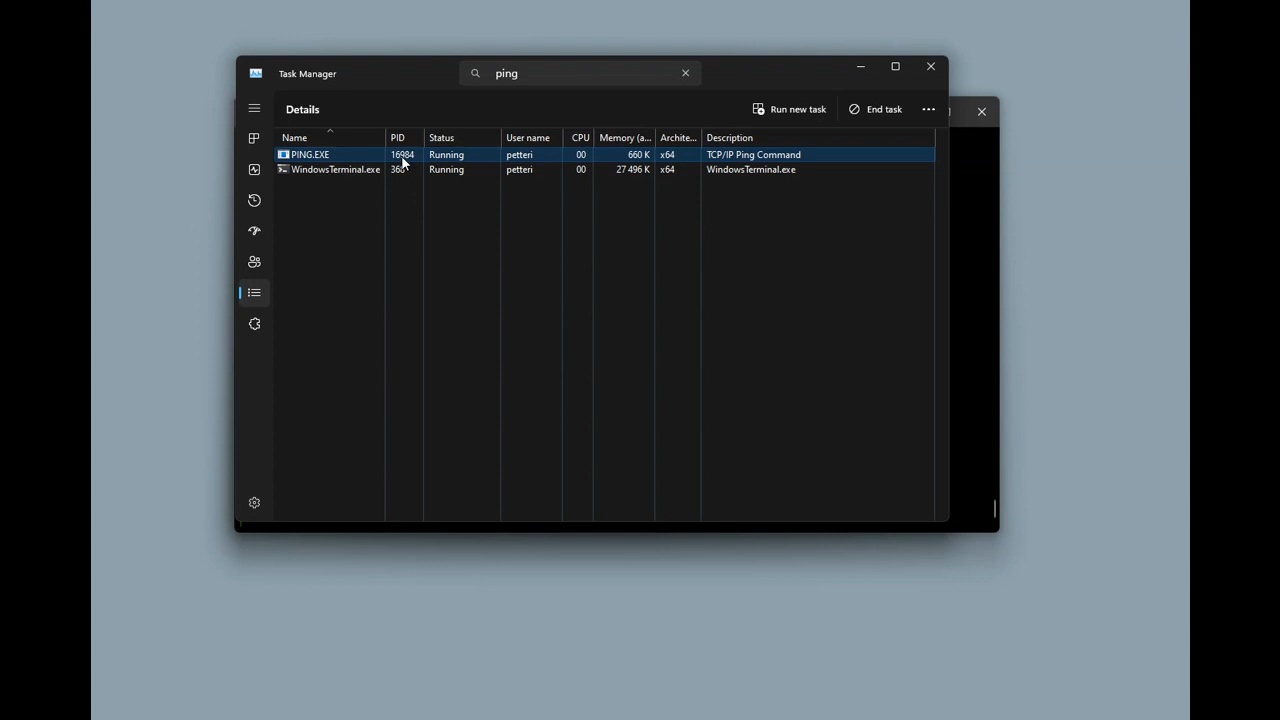 Task Manager
ping
Details
Run new task
End task
Name PID Status User name CPU Memory (a... Archite... Description
PING.EXE 16984 Running petteri 00 660 K x64 TCP/IP Ping Command
WindowsTerminal.exe Running petteri 00 27 496 K x64 WindowsTerminal.exe